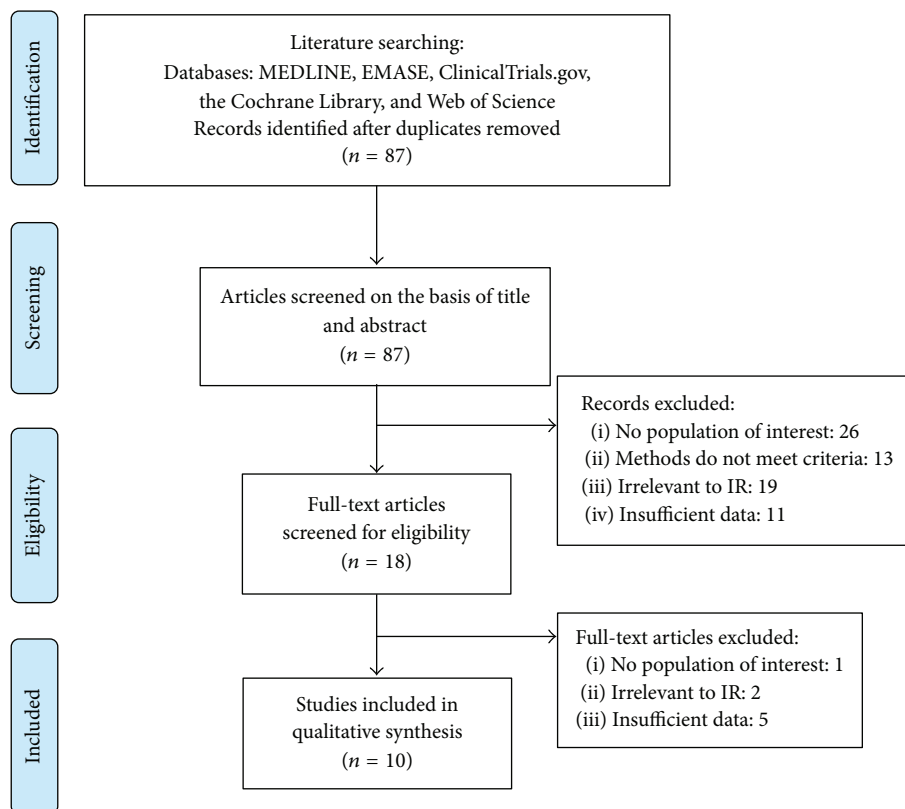 Identification
Literature searching:
Databases: MEDLINE, EMASE, ClinicalTrials.gov,
the Cochrane Library, and Web of Science
Records identified after duplicates removed
(n = 87)
Screening
Articles screened on the basis of title
and abstract
(n = 87)
Records excluded:
(i) No population of interest: 26
(ii) Methods do not meet criteria: 13
(iii) Irrelevant to IR: 19
(iv) Insufficient data: 11
Eligibility
Full-text articles
screened for eligibility
(n = 18)
Full-text articles excluded:
(i) No population of interest: 1
(ii) Irrelevant to IR: 2
(iii) Insufficient data: 5
Included
Studies included in
qualitative synthesis
(n = 10)